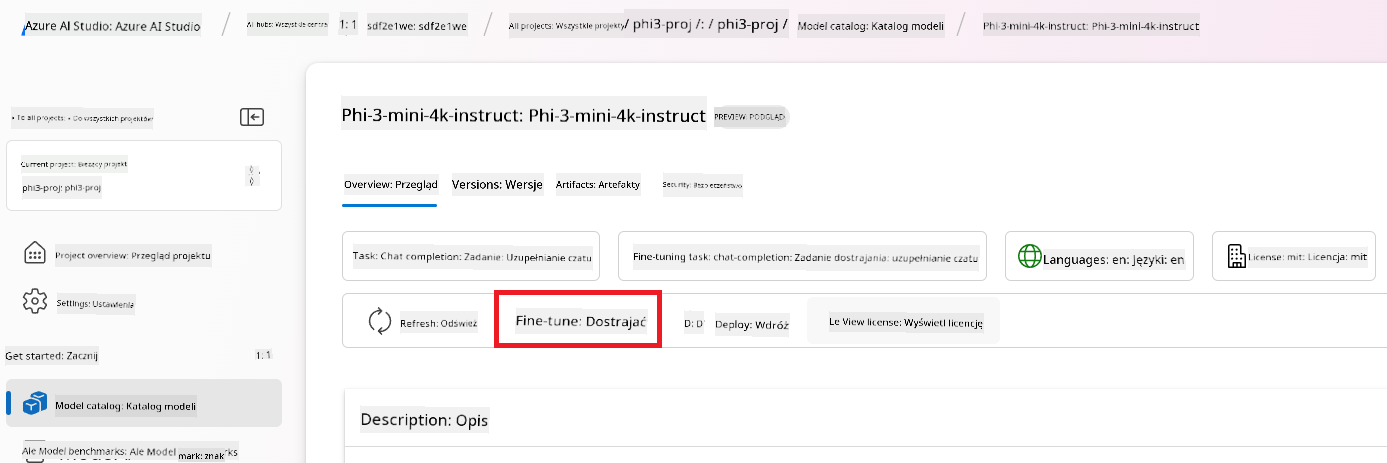 Azure AI Studio: Azure AI Studio / AI hubs: Wszystkie centra 1: 1 sdf2e1we: sdf2e1we / All projects: Wszystkie projekty / phi3-proj /: / phi3-proj / Model catalog: Katalog modeli / Phi-3-mini-4k-instruct: Phi-3-mini-4k-instruct
To all projects: « Do wszystkich projektów
Phi-3-mini-4k-instruct: Phi-3-mini-4k-instruct PREVIEW: PODGLĄD
Current project: Bieżący projekt
phi3-proj: phi3-proj
Overview: Przegląd Versions: Wersje Artifacts: Artefakty Security: Bezpieczeństwo
Project overview: Przegląd projektu
Task: Chat completion: Zadanie: Uzupełnianie czatu Fine-tuning task: chat-completion: Zadanie dostrajania: uzupełnianie czatu Languages: en: Języki: en License: mit: Licencja: mit
Settings: Ustawienia
Refresh: Odśwież Fine-tune: Dostrajać D: D Deploy: Wdróż Le View license: Wyświetl licencję
Get started: Zacznij 1: 1
Model catalog: Katalog modeli
Description: Opis
Aie Model benchmarks: Aie Model mark: znak rks